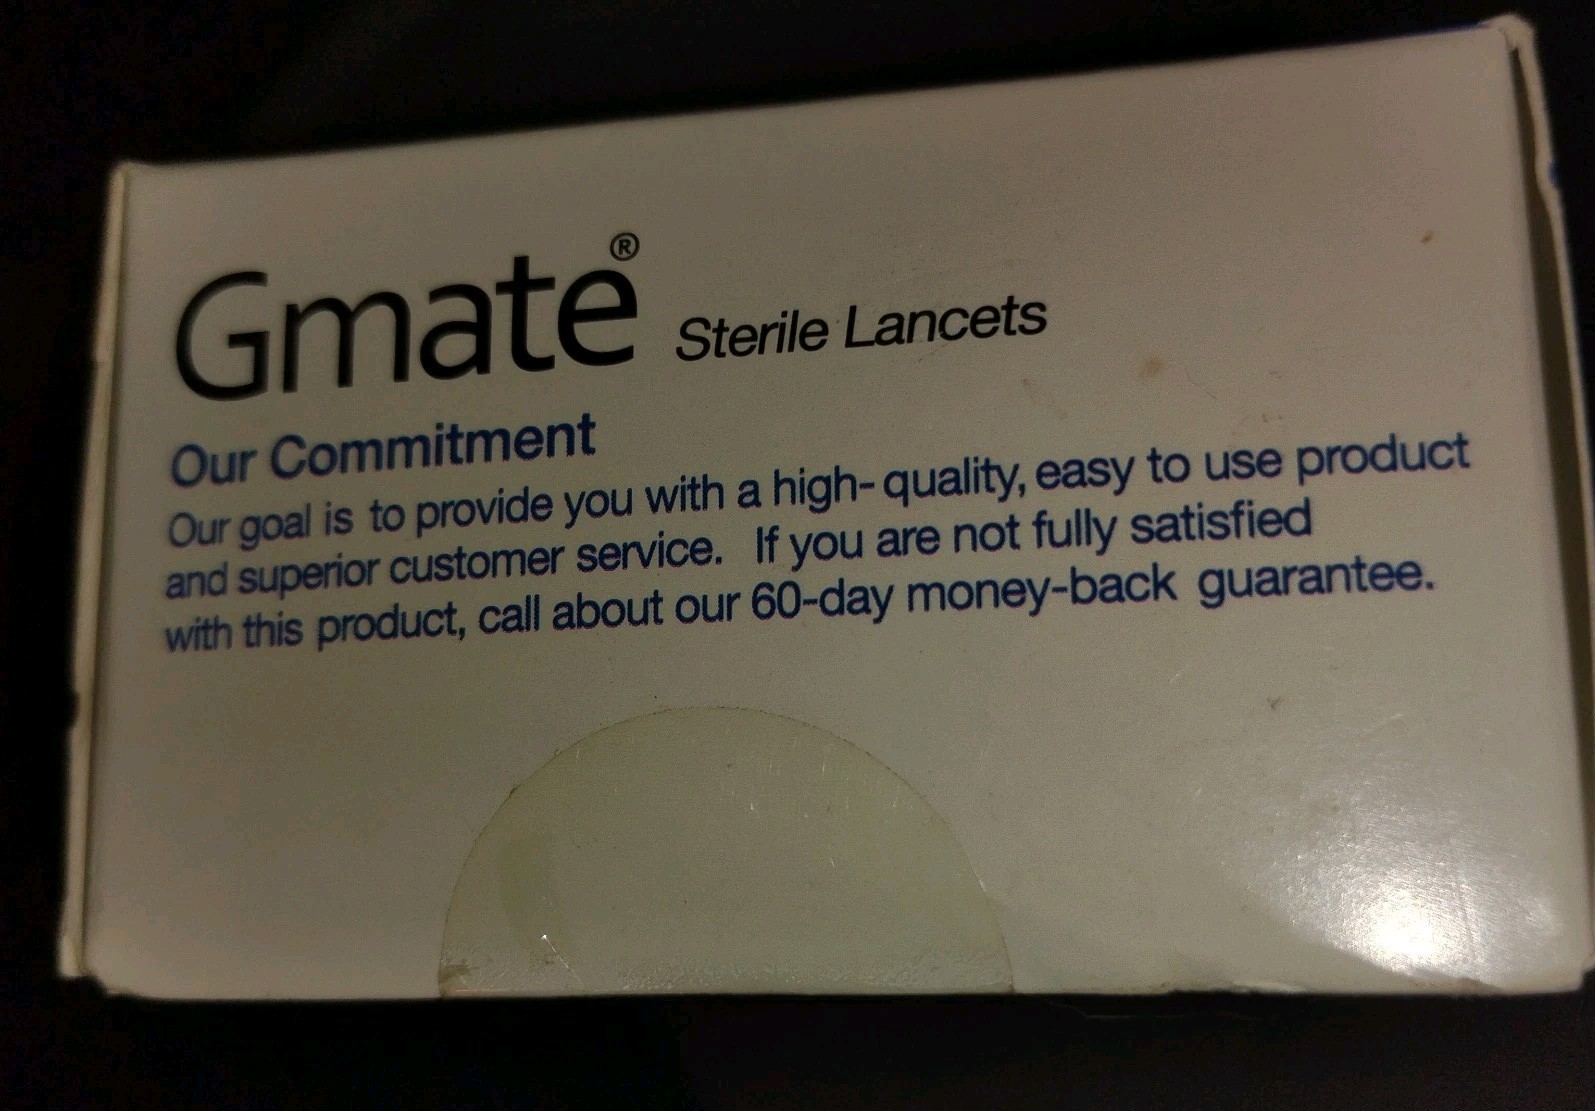 Gmate® Sterile Lancets
Our Commitment
Our goal is to provide you with a high-quality, easy to use product
and superior customer service. If you are not fully satisfied
with this product, call about our 60-day money-back guarantee.